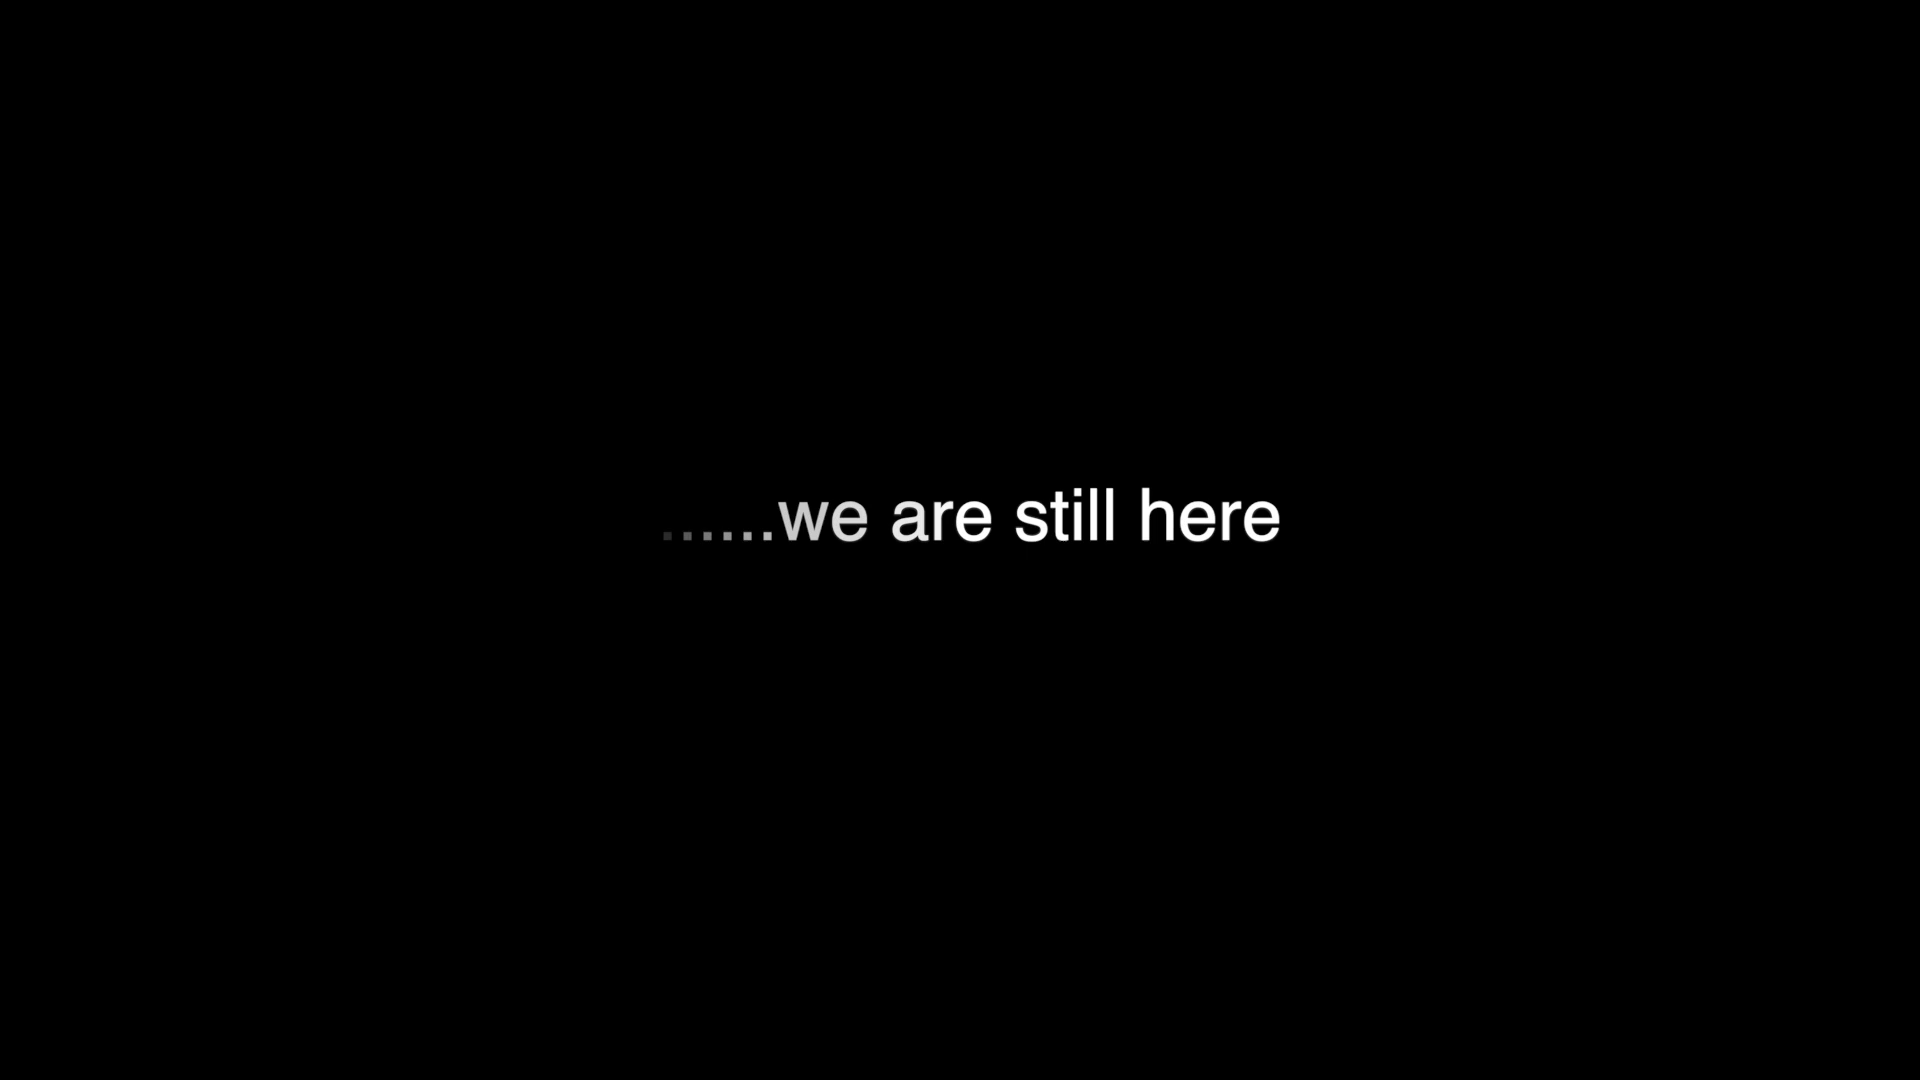 ......we are still here